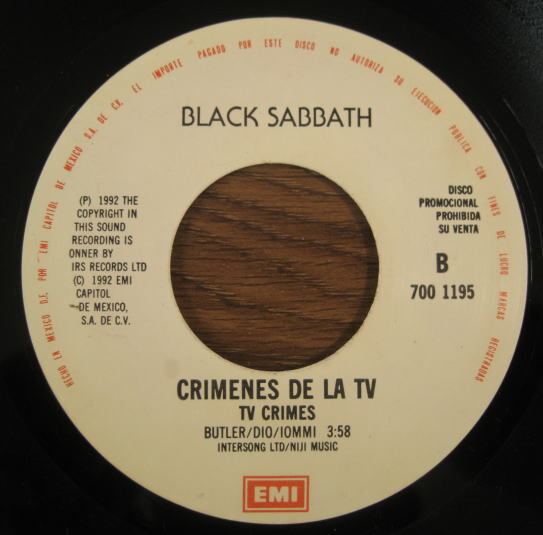 HECHO EN MEXICO D.F. POR EMI CAPITOL DE MEXICO S.A. DE CV. EL IMPORTE PAGADO POR ESTE DISCO NO AUTORIZA SU EJECUCION PUBLICA CON FINES DE LUCRO MARCAS REGISTRADAS
BLACK SABBATH
(P) 1992 THE
COPYRIGHT IN
THIS SOUND
RECORDING IS
ONNER BY
IRS RECORDS LTD
(C) 1992 EMI
CAPITOL
DE MEXICO,
S.A. DE C.V.
DISCO
PROMOCIONAL
PROHIBIDA
SU VENTA
B
700 1195
CRIMENES DE LA TV
TV CRIMES
BUTLER/DIO/IOMMI 3:58
INTERSONG LTD/NIJI MUSIC
EMI